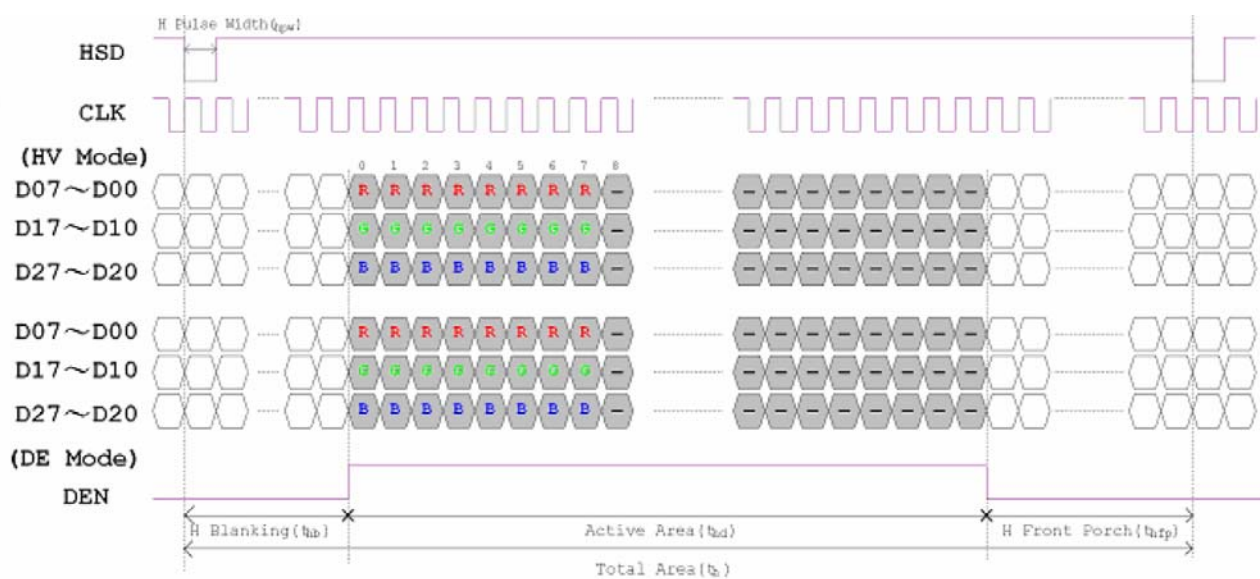 H Pulse Width(thpw)
HSD
CLK
(HV Mode)
0 1 2 3 4 5 6 7 8
D07～D00 R R R R R R R R – – – – – – – – –
D17～D10 G G G G G G G G – – – – – – – – –
D27～D20 B B B B B B B B – – – – – – – – –
D07～D00 R R R R R R R R – – – – – – – – –
D17～D10 G G G G G G G G – – – – – – – – –
D27～D20 B B B B B B B B – – – – – – – – –
(DE Mode)
DEN
H Blanking(thb) Active Area(thd) H Front Porch(thfp)
Total Area(th)